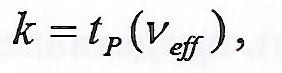 k = t_P(ν_eff),